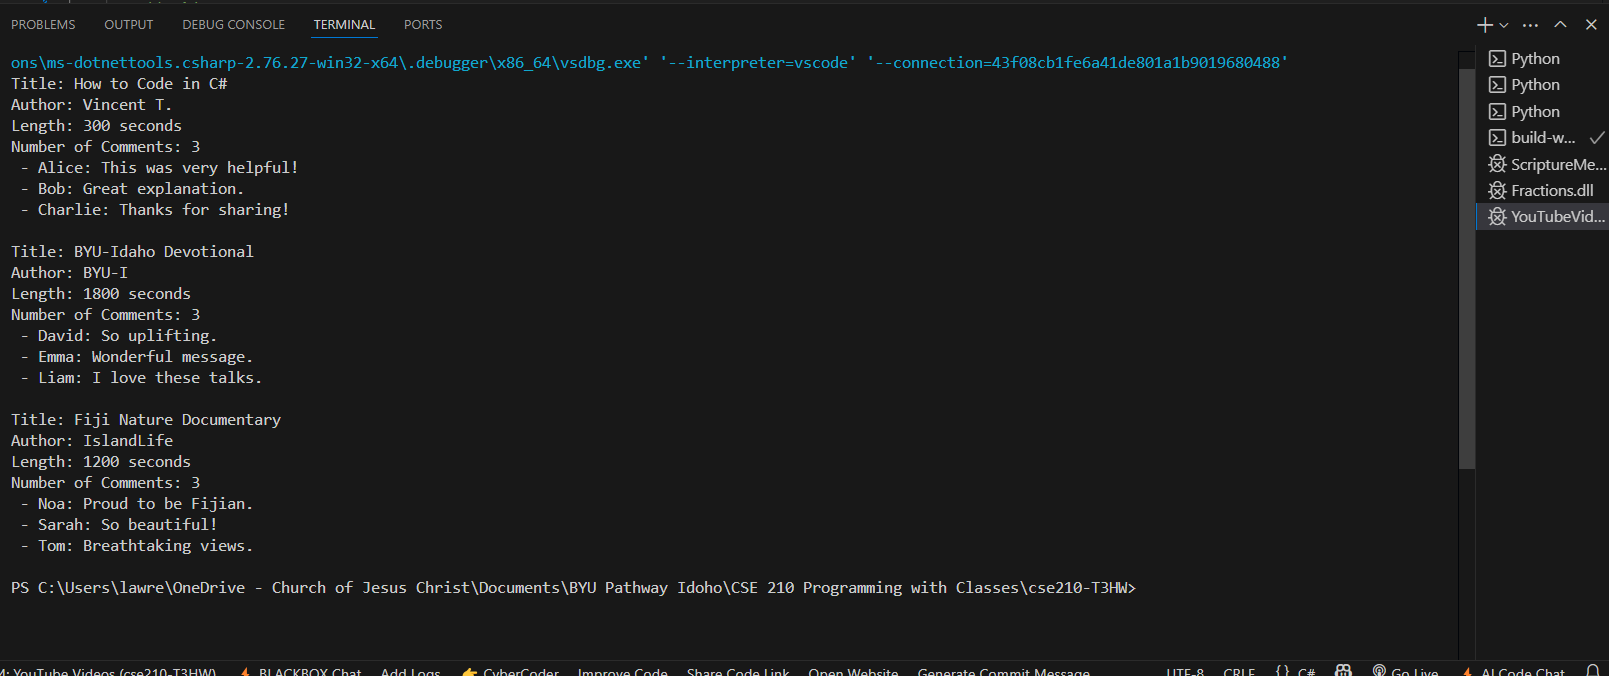 PROBLEMS OUTPUT DEBUG CONSOLE TERMINAL PORTS
ons\ms-dotnettools.csharp-2.76.27-win32-x64\.debugger\x86_64\vsdbg.exe' '--interpreter=vscode' '--connection=43f08cb1fe6a41de801a1b9019680488'
Title: How to Code in C#
Author: Vincent T.
Length: 300 seconds
Number of Comments: 3
- Alice: This was very helpful!
- Bob: Great explanation.
- Charlie: Thanks for sharing!
Title: BYU-Idaho Devotional
Author: BYU-I
Length: 1800 seconds
Number of Comments: 3
- David: So uplifting.
- Emma: Wonderful message.
- Liam: I love these talks.
Title: Fiji Nature Documentary
Author: IslandLife
Length: 1200 seconds
Number of Comments: 3
- Noa: Proud to be Fijian.
- Sarah: So beautiful!
- Tom: Breathtaking views.
PS C:\Users\lawre\OneDrive - Church of Jesus Christ\Documents\BYU Pathway Idoho\CSE 210 Programming with Classes\cse210-T3HW>
Python
Python
Python
build-w...
ScriptureMe...
Fractions.dll
YouTubeVid...
YouTube Videos (cse210-T3HW) BLACKBOX Chat Add Logs CyberCoder Improve Code Share Code Link Open Website Generate Commit Message UTF-8 CRLF {} C# Go Live AI Code Chat